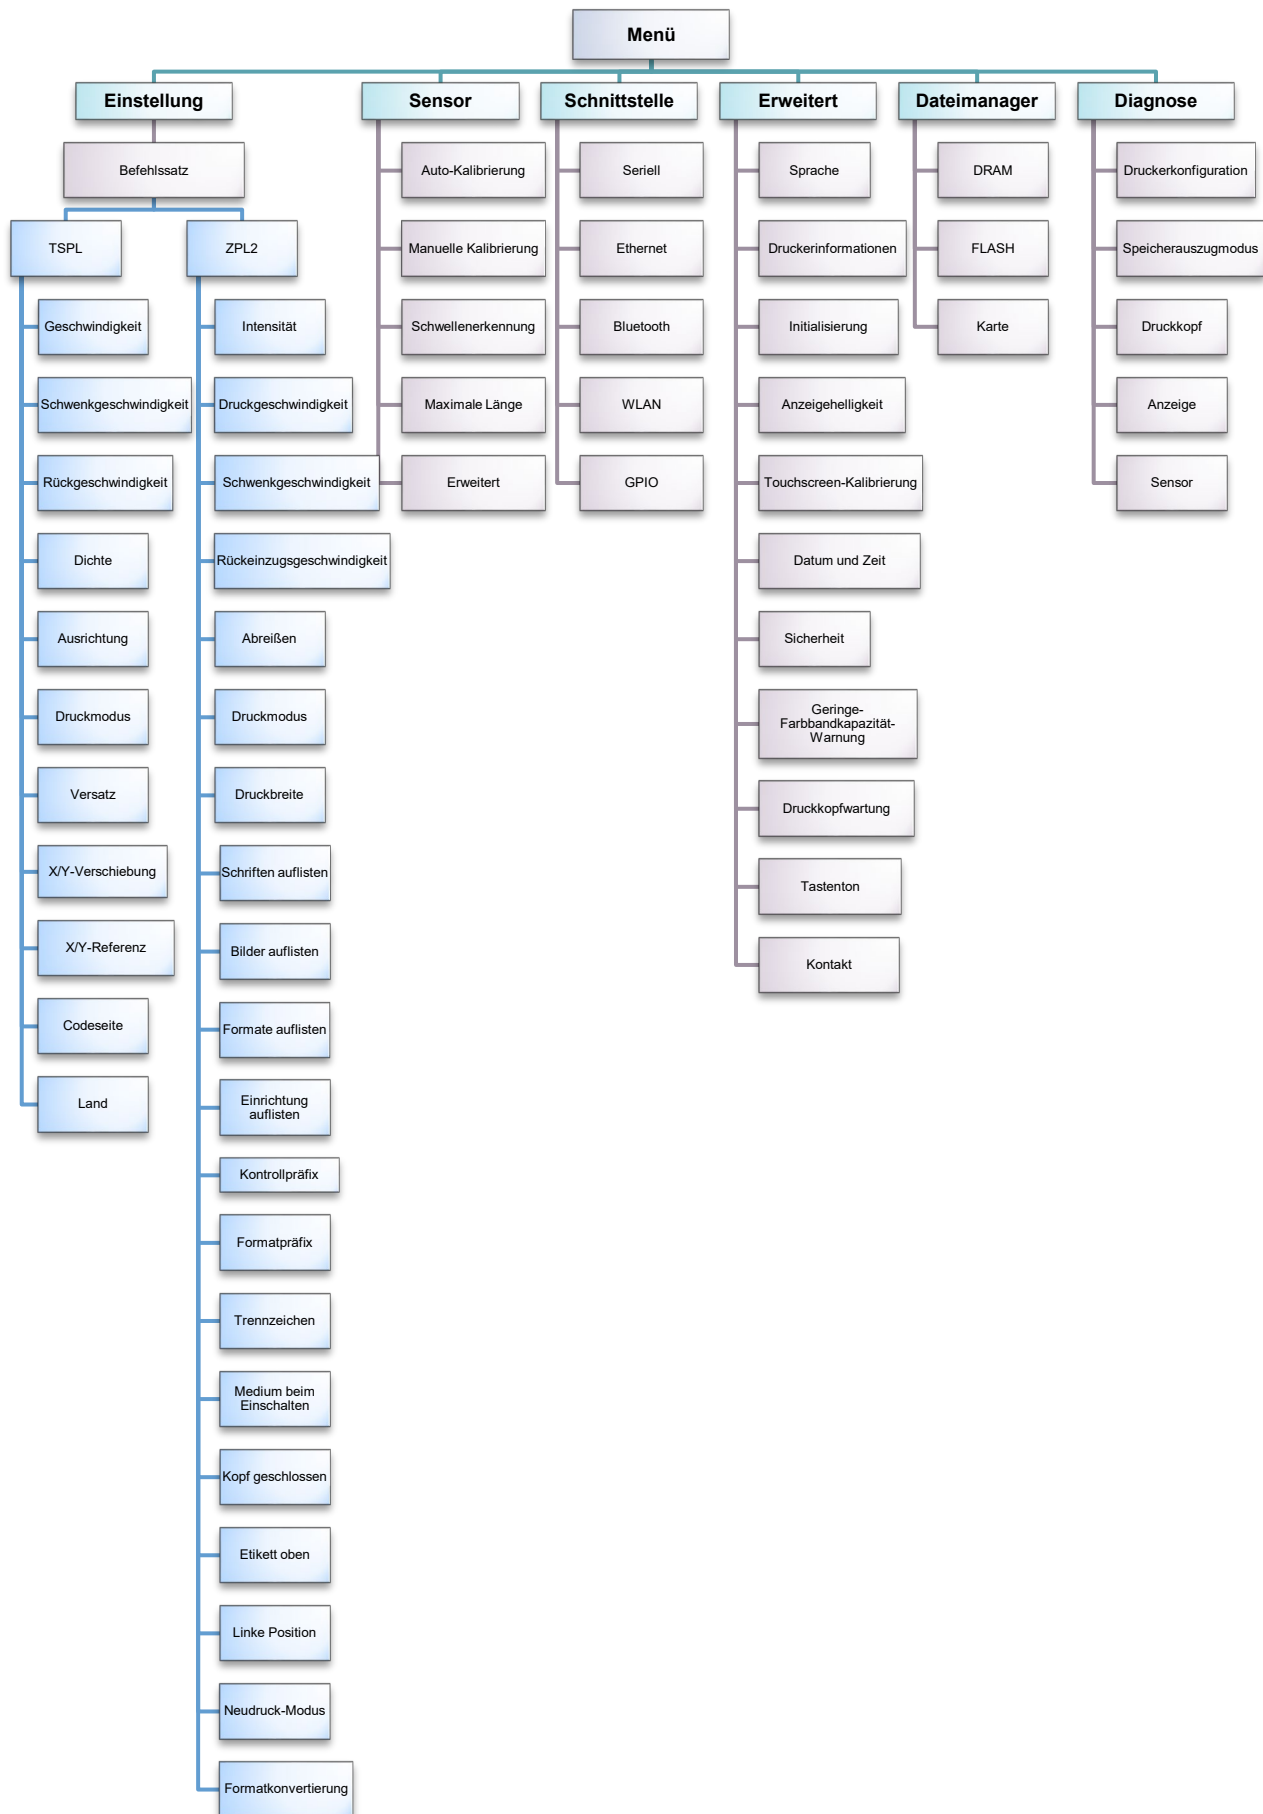 Menü
Einstellung
Sensor
Schnittstelle
Erweitert
Dateimanager
Diagnose
Befehlssatz
TSPL
Geschwindigkeit
Schwenkgeschwindigkeit
Rückgeschwindigkeit
Dichte
Ausrichtung
Druckmodus
Versatz
X/Y-Verschiebung
X/Y-Referenz
Codeseite
Land
ZPL2
Intensität
Druckgeschwindigkeit
Schwenkgeschwindigkeit
Rückeinzugsgeschwindigkeit
Abreißen
Druckmodus
Druckbreite
Schriften auflisten
Bilder auflisten
Formate auflisten
Einrichtung
auflisten
Kontrollpräfix
Formatpräfix
Trennzeichen
Medium beim
Einschalten
Kopf geschlossen
Etikett oben
Linke Position
Neudruck-Modus
Formatkonvertierung
Auto-Kalibrierung
Manuelle Kalibrierung
Schwellenerkennung
Maximale Länge
Erweitert
Seriell
Ethernet
Bluetooth
WLAN
GPIO
Sprache
Druckerinformationen
Initialisierung
Anzeigehelligkeit
Touchscreen-Kalibrierung
Datum und Zeit
Sicherheit
Geringe-
Farbbandkapazität-
Warnung
Druckkopfwartung
Tastenton
Kontakt
DRAM
FLASH
Karte
Druckerkonfiguration
Speicherauszugmodus
Druckkopf
Anzeige
Sensor